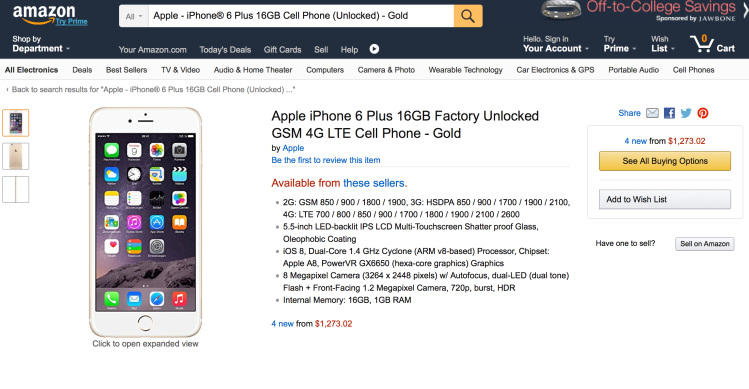 amazon
Try Prime
All
Apple - iPhone® 6 Plus 16GB Cell Phone (Unlocked) - Gold
Off-to-College Savings
Sponsored by JAWBONE
Shop by
Department
Your Amazon.com Today's Deals Gift Cards Sell Help
Hello. Sign in
Your Account
Try
Prime
Wish
List
0
Cart
All Electronics Deals Best Sellers TV & Video Audio & Home Theater Computers Camera & Photo Wearable Technology Car Electronics & GPS Portable Audio Cell Phones
‹ Back to search results for "Apple - iPhone® 6 Plus 16GB Cell Phone (Unlocked) ..."
Apple iPhone 6 Plus 16GB Factory Unlocked
GSM 4G LTE Cell Phone - Gold
by Apple
Be the first to review this item
Available from these sellers.
• 2G: GSM 850 / 900 / 1800 / 1900, 3G: HSDPA 850 / 900 / 1700 / 1900 / 2100,
4G: LTE 700 / 800 / 850 / 900 / 1700 / 1800 / 1900 / 2100 / 2600
• 5.5-inch LED-backlit IPS LCD Multi-Touchscreen Shatter proof Glass,
Oleophobic Coating
• iOS 8, Dual-Core 1.4 GHz Cyclone (ARM v8-based) Processor, Chipset:
Apple A8, PowerVR GX6650 (hexa-core graphics) Graphics
• 8 Megapixel Camera (3264 x 2448 pixels) w/ Autofocus, dual-LED (dual tone)
Flash + Front-Facing 1.2 Megapixel Camera, 720p, burst, HDR
• Internal Memory: 16GB, 1GB RAM
4 new from $1,273.02
Click to open expanded view
Share
4 new from $1,273.02
See All Buying Options
Add to Wish List
Have one to sell?
Sell on Amazon